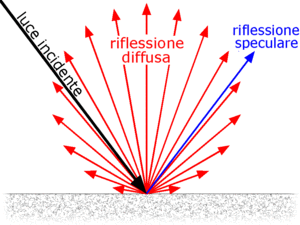 luce incidente
riflessione
diffusa
riflessione
speculare